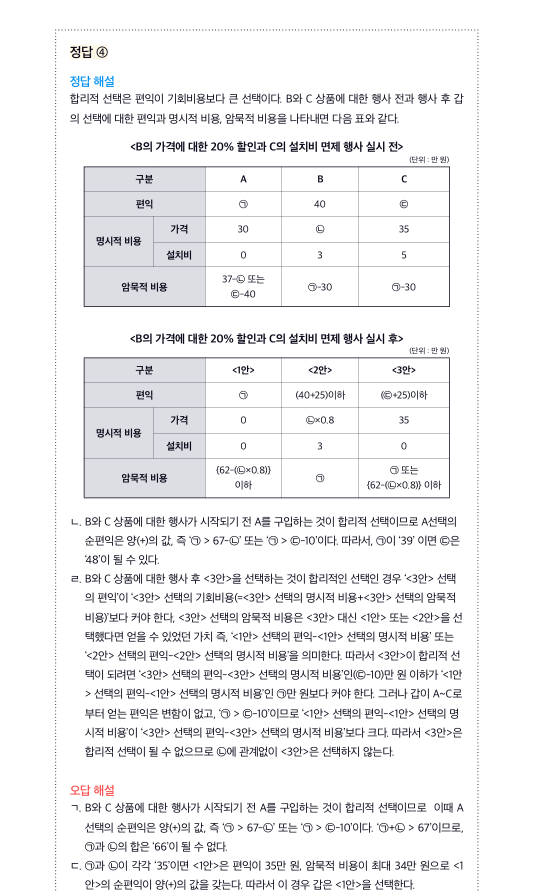 정답 ④
정답 해설
합리적 선택은 편익이 기회비용보다 큰 선택이다. B와 C 상품에 대한 행사 전과 행사 후 갑
의 선택에 대한 편익과 명시적 비용, 암묵적 비용을 나타내면 다음 표와 같다.
<B의 가격에 대한 20% 할인과 C의 설치비 면제 행사 실시 전>
(단위 : 만 원)
구분 A B C
편익 ㉠ 40 ㉢
명시적 비용 가격 30 ㉡ 35
설치비 0 3 5
암묵적 비용 37-㉡ 또는 ㉢-40 ㉠-30 ㉠-30
<B의 가격에 대한 20% 할인과 C의 설치비 면제 행사 실시 후>
(단위 : 만 원)
구분 <1안> <2안> <3안>
편익 ㉠ (40+25)이하 (㉢+25)이하
명시적 비용 가격 0 ㉡×0.8 35
설치비 0 3 0
암묵적 비용 {62-(㉡×0.8)} 이하 ㉠ ㉠ 또는 {62-(㉡×0.8)} 이하
ㄴ. B와 C 상품에 대한 행사가 시작되기 전 A를 구입하는 것이 합리적 선택이므로 A선택의
순편익은 양(+)의 값, 즉 ‘㉠ > 67-㉡’ 또는 ‘㉠ > ㉢-10’이다. 따라서, ㉠이 ‘39’ 이면 ㉢은
‘48’이 될 수 있다.
ㄹ. B와 C 상품에 대한 행사 후 <3안>을 선택하는 것이 합리적인 선택인 경우 ‘<3안> 선택
의 편익’이 ‘<3안> 선택의 기회비용(=<3안> 선택의 명시적 비용+<3안> 선택의 암묵적
비용)’보다 커야 한다, <3안> 선택의 암묵적 비용은 <3안> 대신 <1안> 또는 <2안>을 선
택했다면 얻을 수 있었던 가치 즉, ‘<1안> 선택의 편익-<1안> 선택의 명시적 비용’ 또는
‘<2안> 선택의 편익-<2안> 선택의 명시적 비용’을 의미한다. 따라서 <3안>이 합리적 선
택이 되려면 ‘<3안> 선택의 편익-<3안> 선택의 명시적 비용’인(㉢-10)만 원 이하가 ‘<1안
> 선택의 편익-<1안> 선택의 명시적 비용’인 ㉠만 원보다 커야 한다. 그러나 갑이 A~C로
부터 얻는 편익은 변함이 없고, ‘㉠ > ㉢-10’이므로 ‘<1안> 선택의 편익-<1안> 선택의 명
시적 비용’이 ‘<3안> 선택의 편익-<3안> 선택의 명시적 비용’보다 크다. 따라서 <3안>은
합리적 선택이 될 수 없으므로 ㉡에 관계없이 <3안>은 선택하지 않는다.
오답 해설
ㄱ. B와 C 상품에 대한 행사가 시작되기 전 A를 구입하는 것이 합리적 선택이므로 이때 A
선택의 순편익은 양(+)의 값, 즉 ‘㉠ > 67-㉡’ 또는 ‘㉠ > ㉢-10’이다. ‘㉠+㉡ > 67’이므로,
㉠과 ㉡의 합은 ‘66’이 될 수 없다.
ㄷ. ㉠과 ㉡이 각각 ‘35’이면 <1안>은 편익이 35만 원, 암묵적 비용이 최대 34만 원으로 <1
안>의 순편익이 양(+)의 값을 갖는다. 따라서 이 경우 갑은 <1안>을 선택한다.